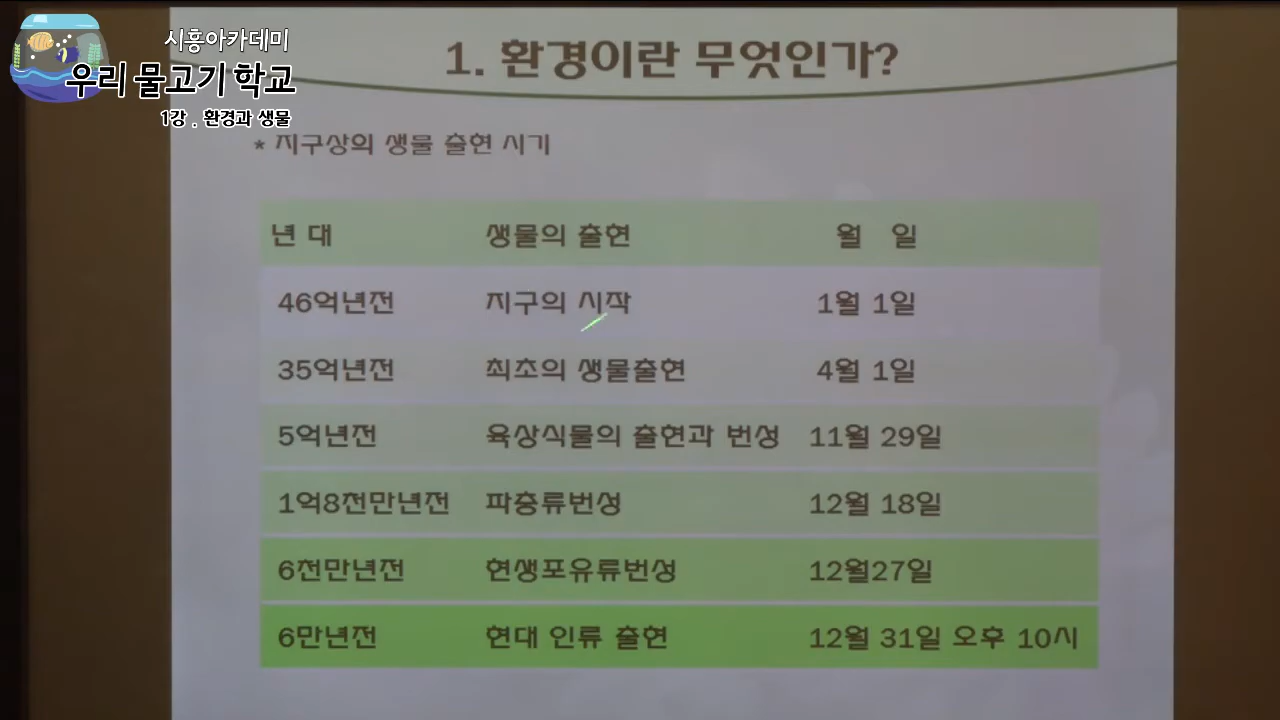 시흥아카데미
우리 물고기 학교
1강 . 환경과 생물
1. 환경이란 무엇인가?
* 지구상의 생물 출현 시기
년 대 생물의 출현 월 일
46억년전 지구의 시작 1월 1일
35억년전 최초의 생물출현 4월 1일
5억년전 육상식물의 출현과 번성 11월 29일
1억8천만년전 파충류번성 12월 18일
6천만년전 현생포유류번성 12월27일
6만년전 현대 인류 출현 12월 31일 오후 10시